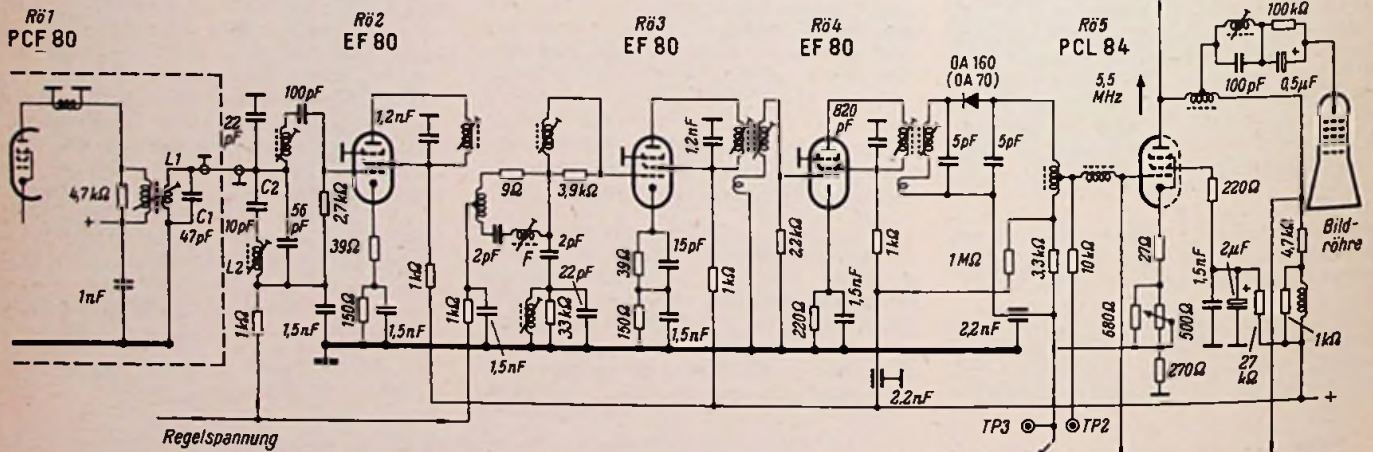 Rö1
PCF 80
Rö2
EF 80
Rö3
EF 80
Rö4
EF 80
Rö5
PCL 84
OA 160
(OA 70)
5,5
MHz
100kΩ
100pF
0,5µF
22
pF
100pF
1,2nF
1,2nF
820
pF
5pF
5pF
L1
C1
47pF
4,7kΩ
+
1nF
C2
10pF
56
pF
L2
1kΩ
2,7kΩ
1,5nF
39Ω
150Ω
1,5nF
1kΩ
9Ω
3,9kΩ
2pF
F
2pF
1kΩ
1,5nF
22pF
33kΩ
39Ω
15pF
150Ω
1,5nF
1kΩ
2,2kΩ
220Ω
1,5nF
1kΩ
2,2nF
1MΩ
3,3kΩ
2,2nF
10kΩ
27Ω
680Ω
500Ω
270Ω
220Ω
1,5nF
2µF
+
27
kΩ
4,7kΩ
1kΩ
Bild-
röhre
+
TP3
TP2
Regelspannung